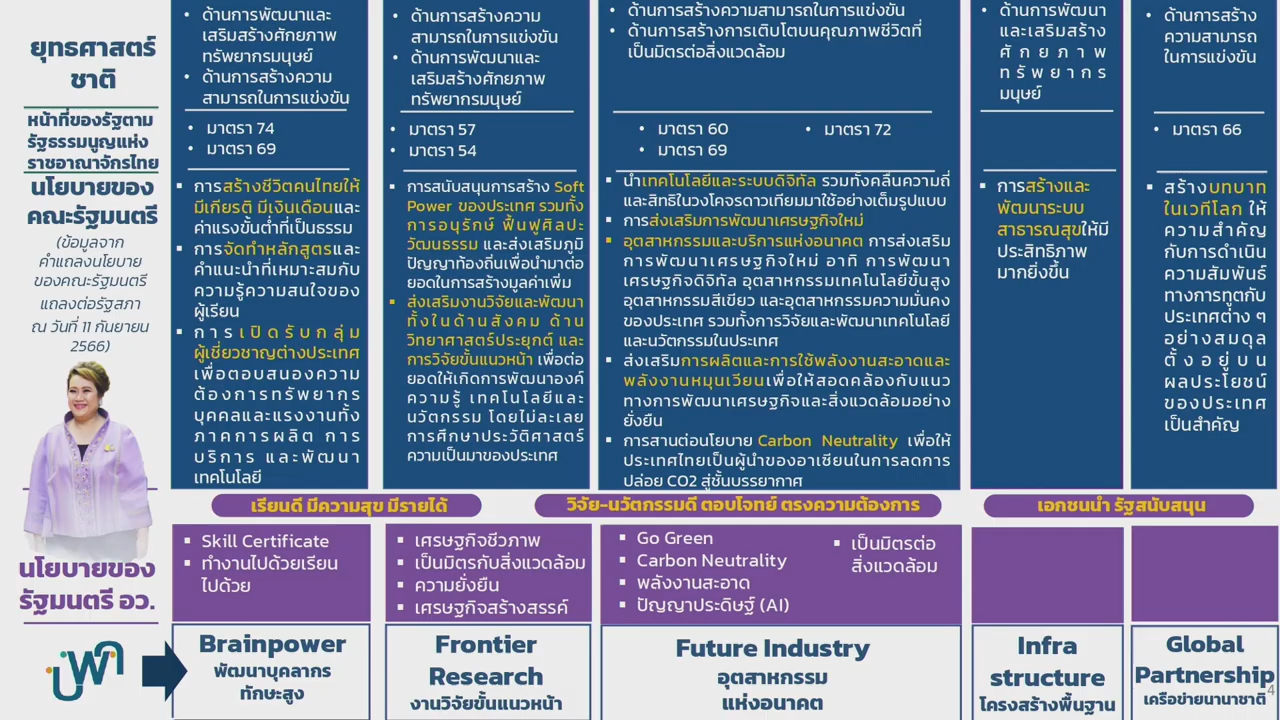 ยุทธศาสตร์
ชาติ
• ด้านการพัฒนาและ
เสริมสร้างศักยภาพ
ทรัพยากรมนุษย์
• ด้านการสร้างความ
สามารถในการแข่งขัน
• ด้านการสร้างความ
สามารถในการแข่งขัน
• ด้านการพัฒนาและ
เสริมสร้างศักยภาพ
ทรัพยากรมนุษย์
• ด้านการสร้างความสามารถในการแข่งขัน
• ด้านการสร้างการเติบโตบนคุณภาพชีวิตที่
เป็นมิตรต่อสิ่งแวดล้อม
• ด้านการพัฒนา
และเสริมสร้าง
ศักยภาพ
ทรัพยากร
มนุษย์
• ด้านการสร้าง
ความสามารถ
ในการแข่งขัน
หน้าที่ของรัฐตาม
รัฐธรรมนูญแห่ง
ราชอาณาจักรไทย
• มาตรา 74
• มาตรา 69
• มาตรา 57
• มาตรา 54
• มาตรา 60
• มาตรา 69
• มาตรา 72
• มาตรา 66
นโยบายของ
คณะรัฐมนตรี
(ข้อมูลจาก
คำแถลงนโยบาย
ของคณะรัฐมนตรี
แถลงต่อรัฐสภา
ณ วันที่ 11 กันยายน
2566)
▪ การสร้างชีวิตคนไทยให้
มีเกียรติ มีเงินเดือนและ
ค่าแรงขั้นต่ำที่เป็นธรรม
▪ การจัดทำหลักสูตรและ
คำแนะนำที่เหมาะสมกับ
ความรู้ความสนใจของ
ผู้เรียน
▪ การเปิดรับกลุ่ม
ผู้เชี่ยวชาญต่างประเทศ
เพื่อตอบสนองความ
ต้องการทรัพยากร
บุคคลและแรงงานทั้ง
ภาคการผลิต การ
บริการ และพัฒนา
เทคโนโลยี
▪ การสนับสนุนการสร้าง Soft
Power ของประเทศ รวมทั้ง
การอนุรักษ์ ฟื้นฟูศิลปะ
วัฒนธรรม และส่งเสริมภูมิ
ปัญญาท้องถิ่นเพื่อนำมาต่อ
ยอดในการสร้างมูลค่าเพิ่ม
▪ ส่งเสริมงานวิจัยและพัฒนา
ทั้งในด้านสังคม ด้าน
วิทยาศาสตร์ประยุกต์ และ
การวิจัยขั้นแนวหน้า เพื่อต่อ
ยอดให้เกิดการพัฒนาองค์
ความรู้ เทคโนโลยีและ
นวัตกรรม โดยไม่ละเลย
การศึกษาประวัติศาสตร์
ความเป็นมาของประเทศ
▪ นำเทคโนโลยีและระบบดิจิทัล รวมทั้งคลื่นความถี่
และสิทธิในวงโคจรดาวเทียมมาใช้อย่างเต็มรูปแบบ
▪ การส่งเสริมการพัฒนาเศรษฐกิจใหม่
▪ อุตสาหกรรมและบริการแห่งอนาคต การส่งเสริม
การพัฒนาเศรษฐกิจใหม่ อาทิ การพัฒนา
เศรษฐกิจดิจิทัล อุตสาหกรรมเทคโนโลยีขั้นสูง
อุตสาหกรรมสีเขียว และอุตสาหกรรมความมั่นคง
ของประเทศ รวมทั้งการวิจัยและพัฒนาเทคโนโลยี
และนวัตกรรมในประเทศ
▪ ส่งเสริมการผลิตและการใช้พลังงานสะอาดและ
พลังงานหมุนเวียนเพื่อให้สอดคล้องกับแนว
ทางการพัฒนาเศรษฐกิจและสิ่งแวดล้อมอย่าง
ยั่งยืน
▪ การสานต่อนโยบาย Carbon Neutrality เพื่อให้
ประเทศไทยเป็นผู้นำของอาเซียนในการลดการ
ปล่อย CO2 สู่ชั้นบรรยากาศ
▪ การสร้างและ
พัฒนาระบบ
สาธารณสุขให้มี
ประสิทธิภาพ
มากยิ่งขึ้น
▪ สร้างบทบาท
ในเวทีโลก ให้
ความสำคัญ
กับการดำเนิน
ความสัมพันธ์
ทางการทูตกับ
ประเทศต่าง ๆ
อย่างสมดุล
ตั้งอยู่บน
ผลประโยชน์
ของประเทศ
เป็นสำคัญ
เรียนดี มีความสุข มีรายได้
วิจัย-นวัตกรรมดี ตอบโจทย์ ตรงความต้องการ
เอกชนนำ รัฐสนับสนุน
นโยบายของ
รัฐมนตรี อว.
▪ Skill Certificate
▪ ทำงานไปด้วยเรียน
ไปด้วย
▪ เศรษฐกิจชีวภาพ
▪ เป็นมิตรกับสิ่งแวดล้อม
▪ ความยั่งยืน
▪ เศรษฐกิจสร้างสรรค์
▪ Go Green
▪ Carbon Neutrality
▪ พลังงานสะอาด
▪ ปัญญาประดิษฐ์ (AI)
▪ เป็นมิตรต่อ
สิ่งแวดล้อม
Brainpower
พัฒนาบุคลากร
ทักษะสูง
Frontier
Research
งานวิจัยขั้นแนวหน้า
Future Industry
อุตสาหกรรม
แห่งอนาคต
Infra
structure
โครงสร้างพื้นฐาน
Global
Partnership
เครือข่ายนานาชาติ
4